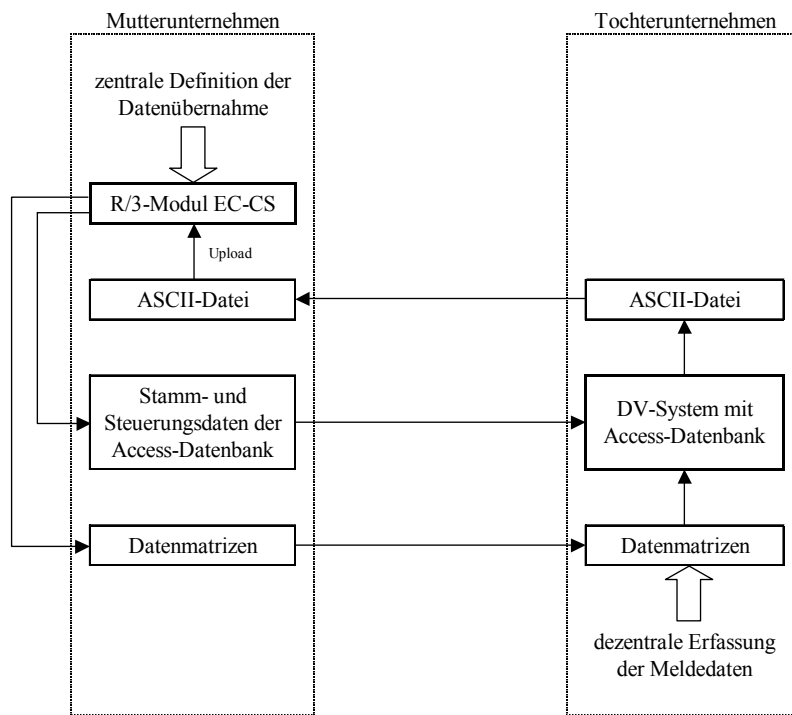 Mutterunternehmen
Tochterunternehmen
zentrale Definition der
Datenübernahme
R/3-Modul EC-CS
Upload
ASCII-Datei
ASCII-Datei
Stamm- und
Steuerungsdaten der
Access-Datenbank
DV-System mit
Access-Datenbank
Datenmatrizen
Datenmatrizen
dezentrale Erfassung
der Meldedaten